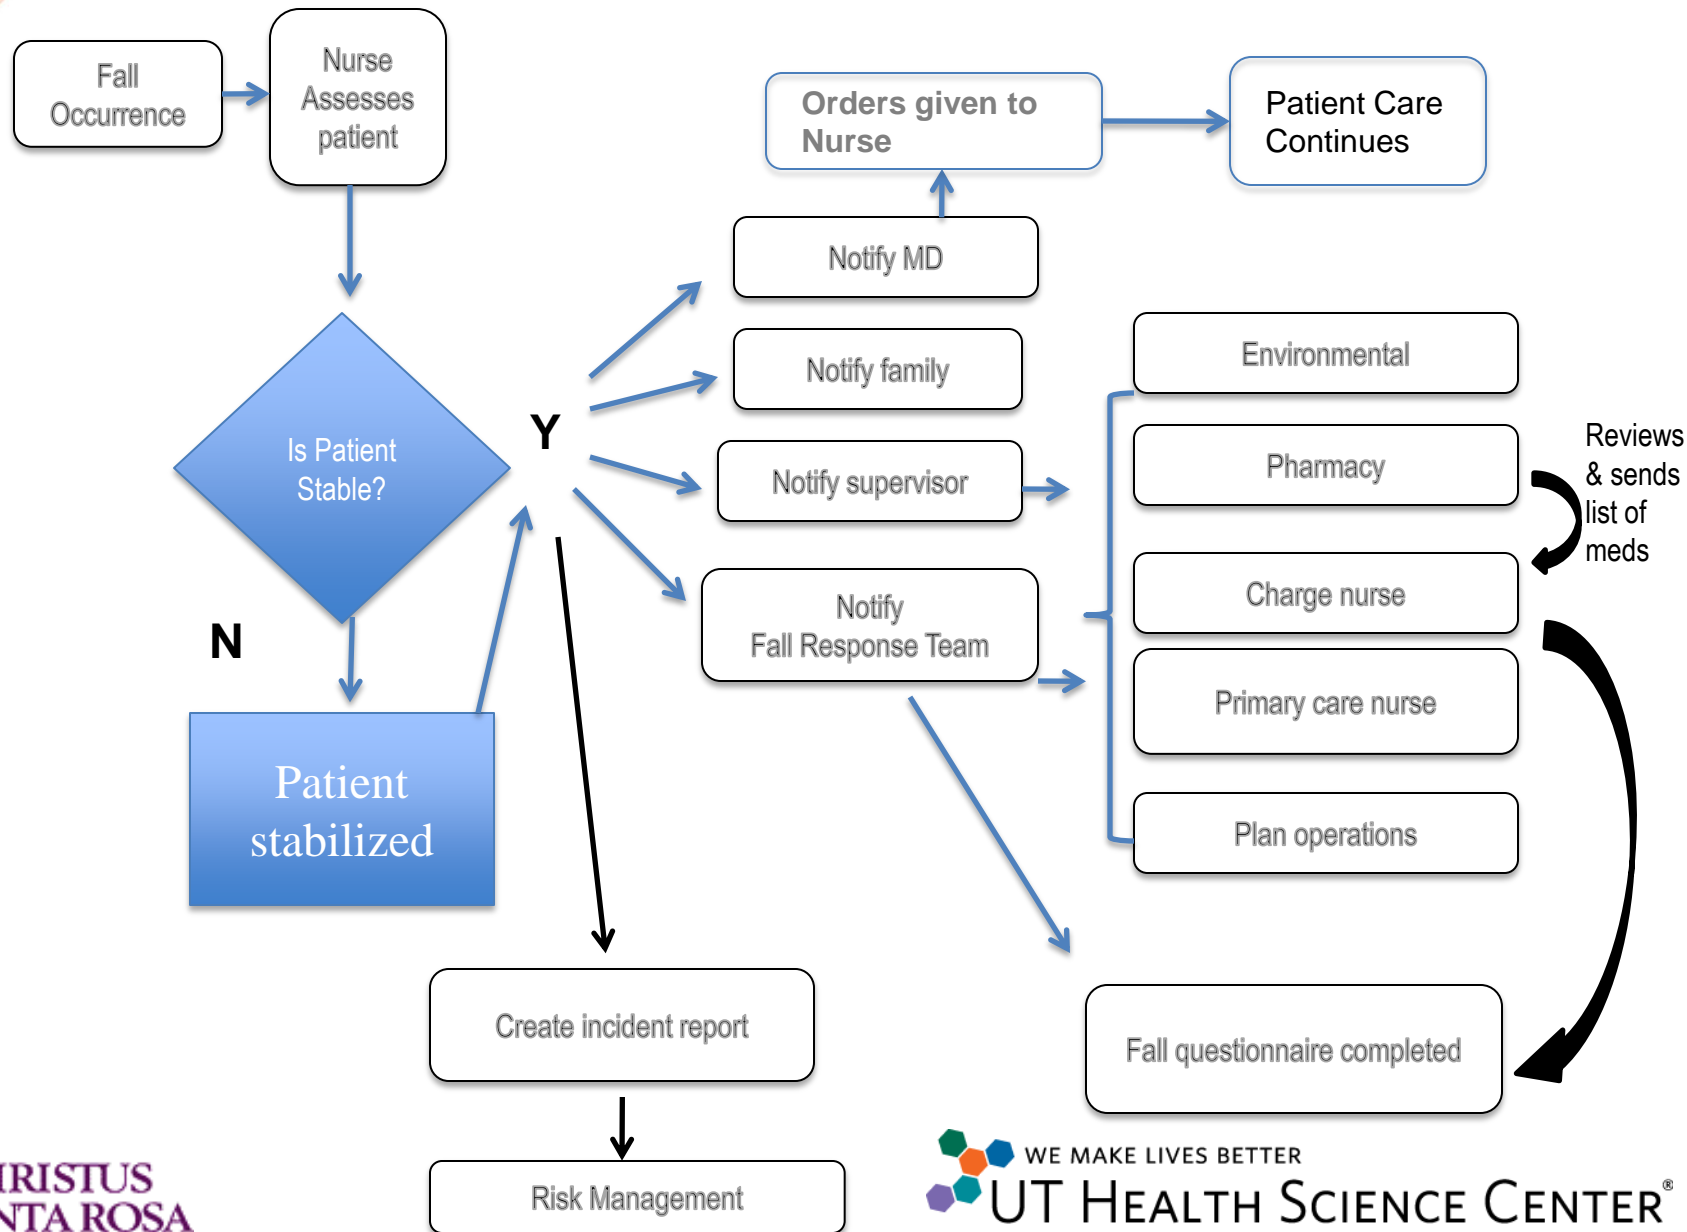 Fall
Occurrence
Nurse
Assesses
patient
Orders given to
Nurse
Patient Care
Continues
Notify MD
Notify family
Notify supervisor
Notify
Fall Response Team
Is Patient
Stable?
Y
N
Patient
stabilized
Environmental
Pharmacy
Charge nurse
Primary care nurse
Plan operations
Reviews
& sends
list of
meds
Create incident report
Fall questionnaire completed
Risk Management
RISTUS
NTA ROSA
WE MAKE LIVES BETTER
UT HEALTH SCIENCE CENTER®